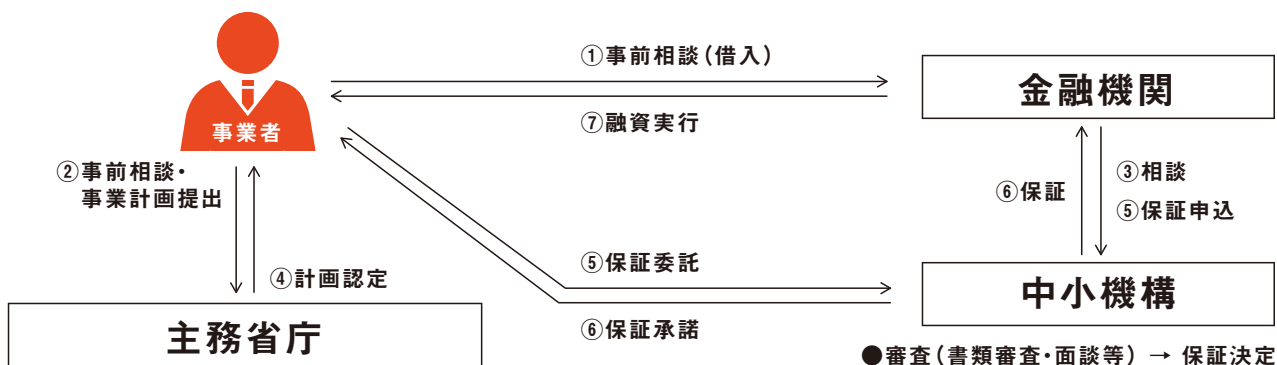 ①事前相談(借入)
金融機関
事業者
⑦融資実行
②事前相談・
事業計画提出
③相談
⑥保証
⑤保証申込
④計画認定
⑤保証委託
中小機構
主務省庁
⑥保証承諾
●審査(書類審査・面談等) → 保証決定